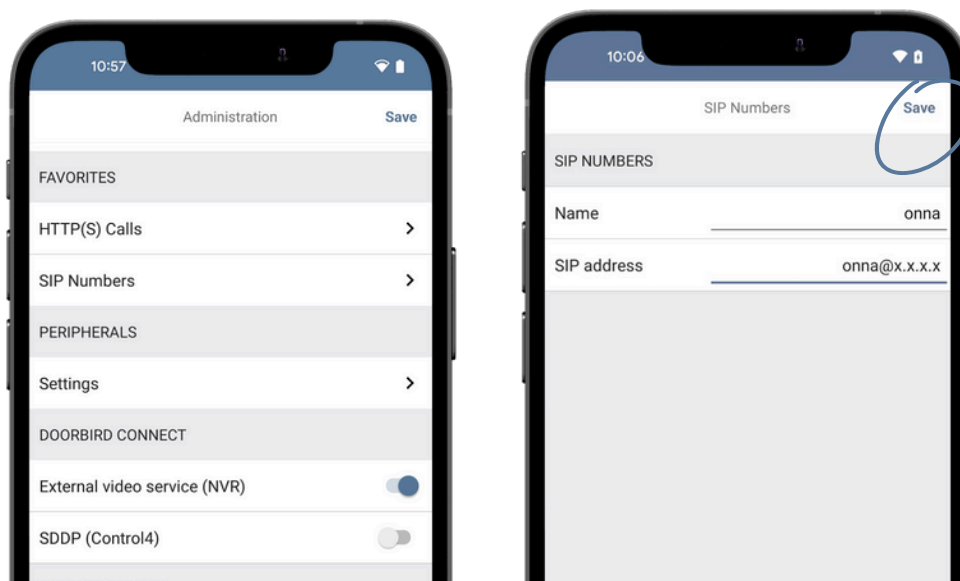 10:57
Administration Save
FAVORITES
HTTP(S) Calls
SIP Numbers
PERIPHERALS
Settings
DOORBIRD CONNECT
External video service (NVR)
SDDP (Control4)
10:06
SIP Numbers Save
SIP NUMBERS
Name onna
SIP address onna@x.x.x.x